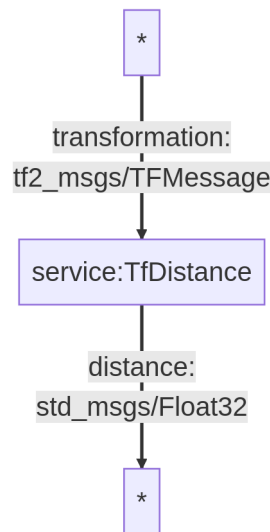 *
transformation:
tf2_msgs/TFMessage
service:TfDistance
distance:
std_msgs/Float32
*